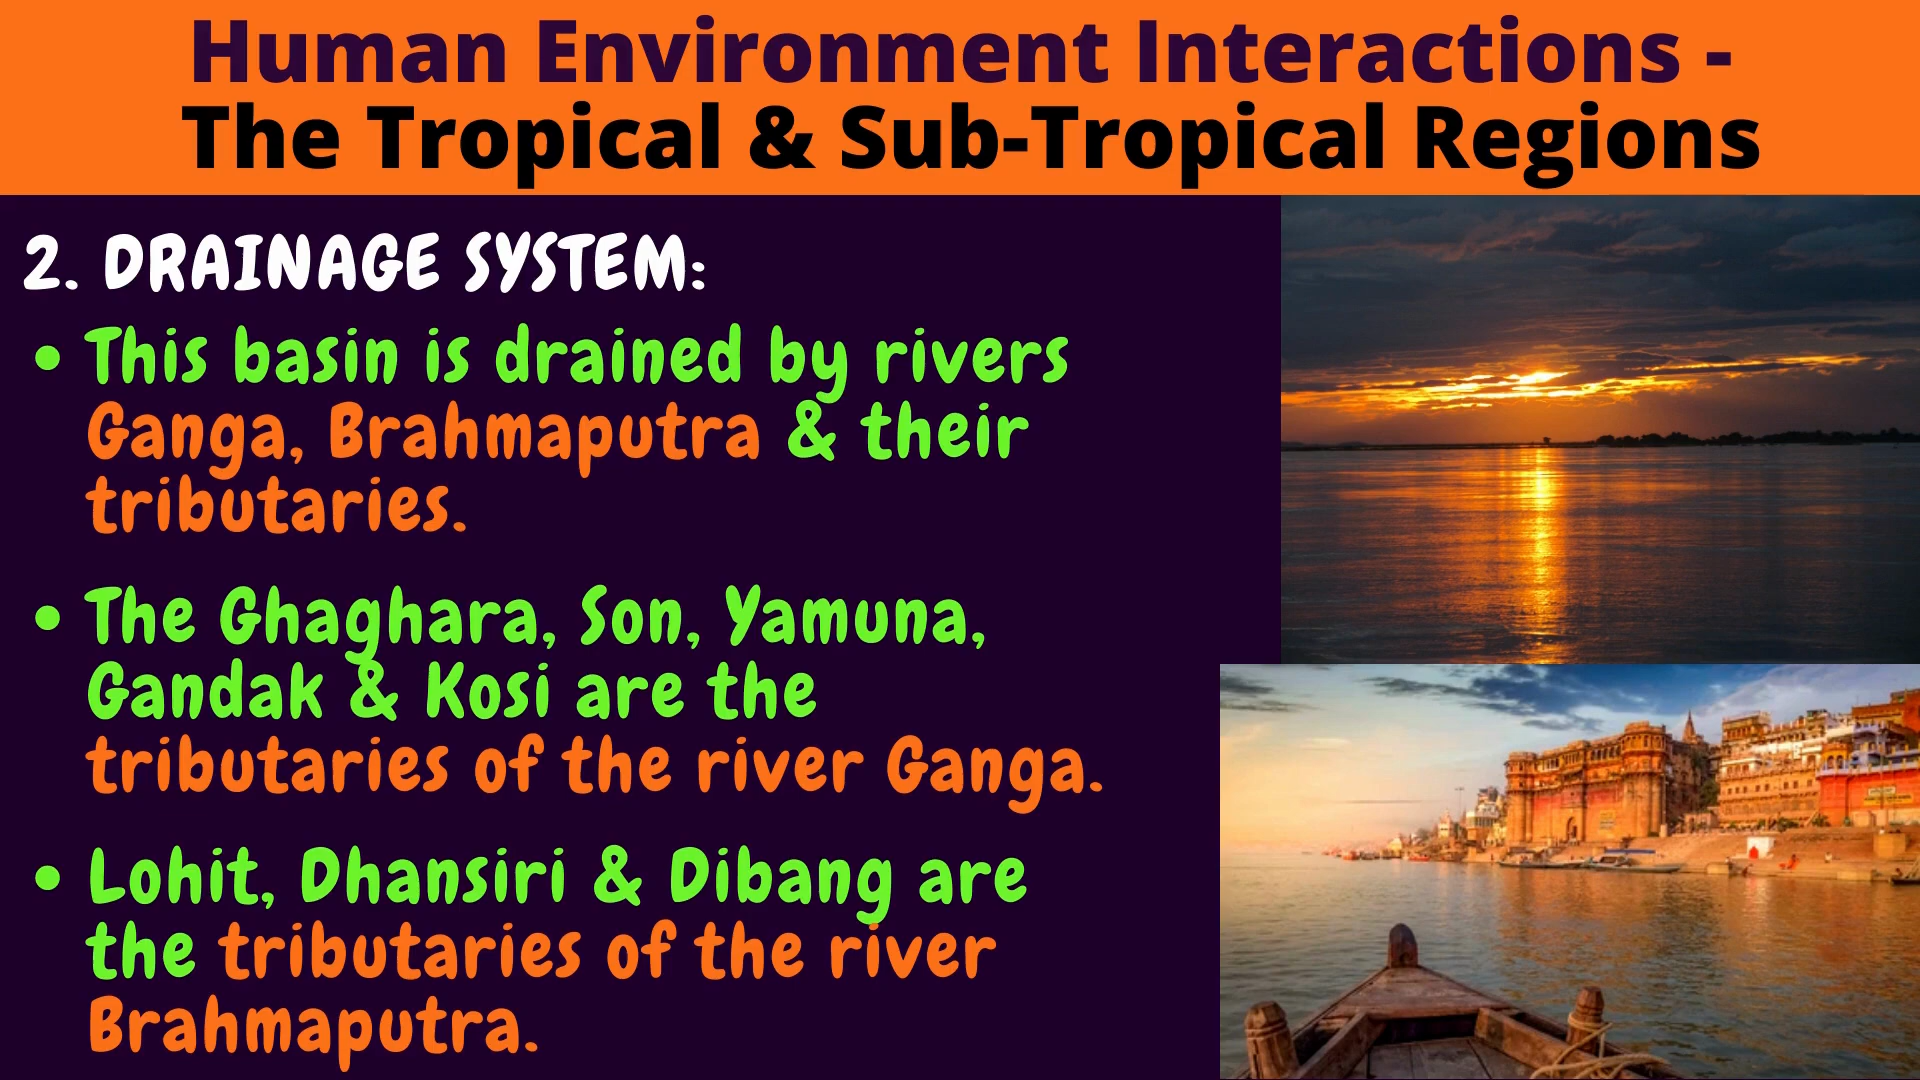 Human Environment Interactions -
The Tropical & Sub-Tropical Regions
2. DRAINAGE SYSTEM:
• This basin is drained by rivers
Ganga, Brahmaputra & their
tributaries.
• The Ghaghara, Son, Yamuna,
Gandak & Kosi are the
tributaries of the river Ganga.
• Lohit, Dhansiri & Dibang are
the tributaries of the river
Brahmaputra.